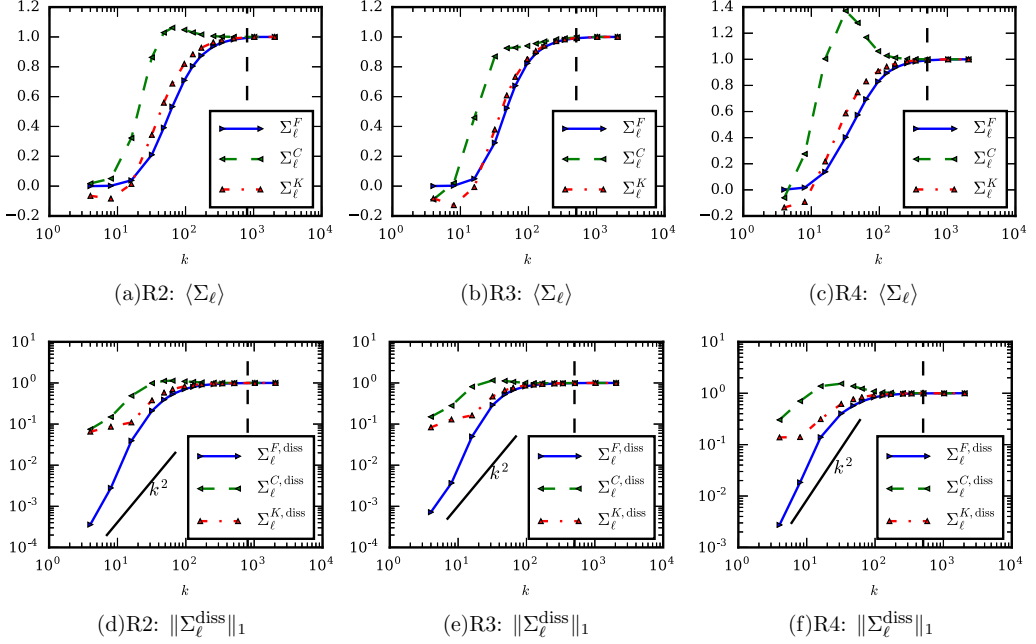 1.2
1.0
0.8
0.6
0.4
0.2
0.0
−0.2
10^0 10^1 10^2 10^3 10^4
k
Σ_ℓ^F
Σ_ℓ^C
Σ_ℓ^K
(a)R2: ⟨Σ_ℓ⟩
1.2
1.0
0.8
0.6
0.4
0.2
0.0
−0.2
10^0 10^1 10^2 10^3 10^4
k
Σ_ℓ^F
Σ_ℓ^C
Σ_ℓ^K
(b)R3: ⟨Σ_ℓ⟩
1.4
1.2
1.0
0.8
0.6
0.4
0.2
0.0
−0.2
10^0 10^1 10^2 10^3 10^4
k
Σ_ℓ^F
Σ_ℓ^C
Σ_ℓ^K
(c)R4: ⟨Σ_ℓ⟩
10^1
10^0
10^-1
10^-2
10^-3
10^-4
10^0 10^1 10^2 10^3 10^4
k
k^2
Σ_ℓ^{F, diss}
Σ_ℓ^{C, diss}
Σ_ℓ^{K, diss}
(d)R2: ‖Σ_ℓ^{diss}‖_1
10^1
10^0
10^-1
10^-2
10^-3
10^-4
10^0 10^1 10^2 10^3 10^4
k
k^2
Σ_ℓ^{F, diss}
Σ_ℓ^{C, diss}
Σ_ℓ^{K, diss}
(e)R3: ‖Σ_ℓ^{diss}‖_1
10^1
10^0
10^-1
10^-2
10^-3
10^0 10^1 10^2 10^3 10^4
k
k^2
Σ_ℓ^{F, diss}
Σ_ℓ^{C, diss}
Σ_ℓ^{K, diss}
(f)R4: ‖Σ_ℓ^{diss}‖_1